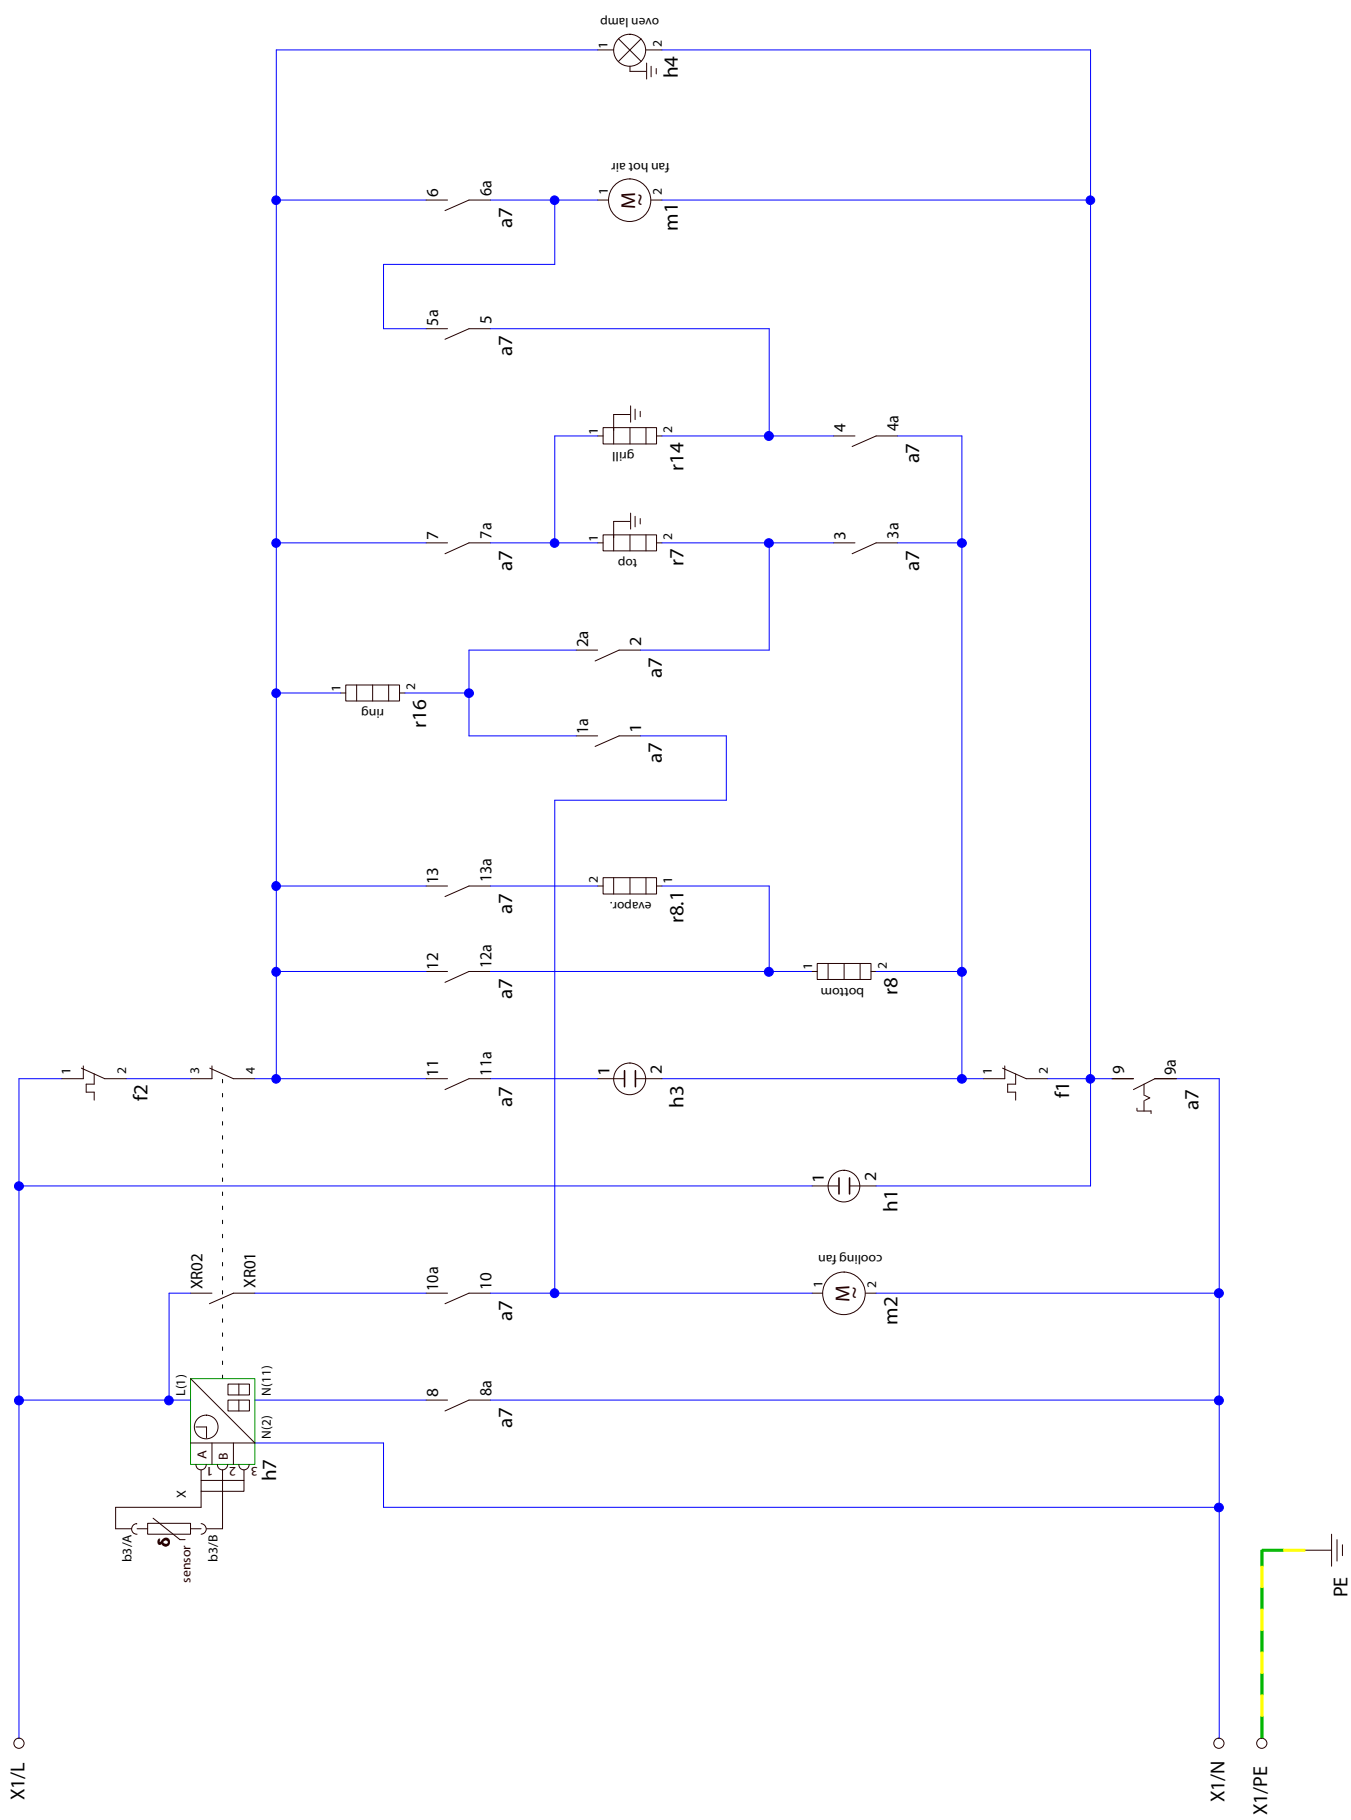 oven lamp
1
2
h4
fan hot air
6
6a
a7
1
M
~
2
m1
5a
5
a7
1
grill
2
r14
4
4a
a7
7
7a
a7
1
top
2
r7
3
3a
a7
2a
2
a7
1
ring
2
r16
1a
1
a7
13
13a
a7
2
evapor.
1
r8.1
12
12a
a7
1
bottom
2
r8
1
2
f2
3
4
11
11a
a7
1
2
h3
1
2
f1
9
9a
a7
1
2
h1
XR02
XR01
10a
10
a7
cooling fan
1
M
~
2
m2
L(1)
N(11)
N(2)
A
B
1
2
3
h7
8
8a
a7
X
b3/A
δ
sensor
b3/B
PE
X1/L
X1/N
X1/PE